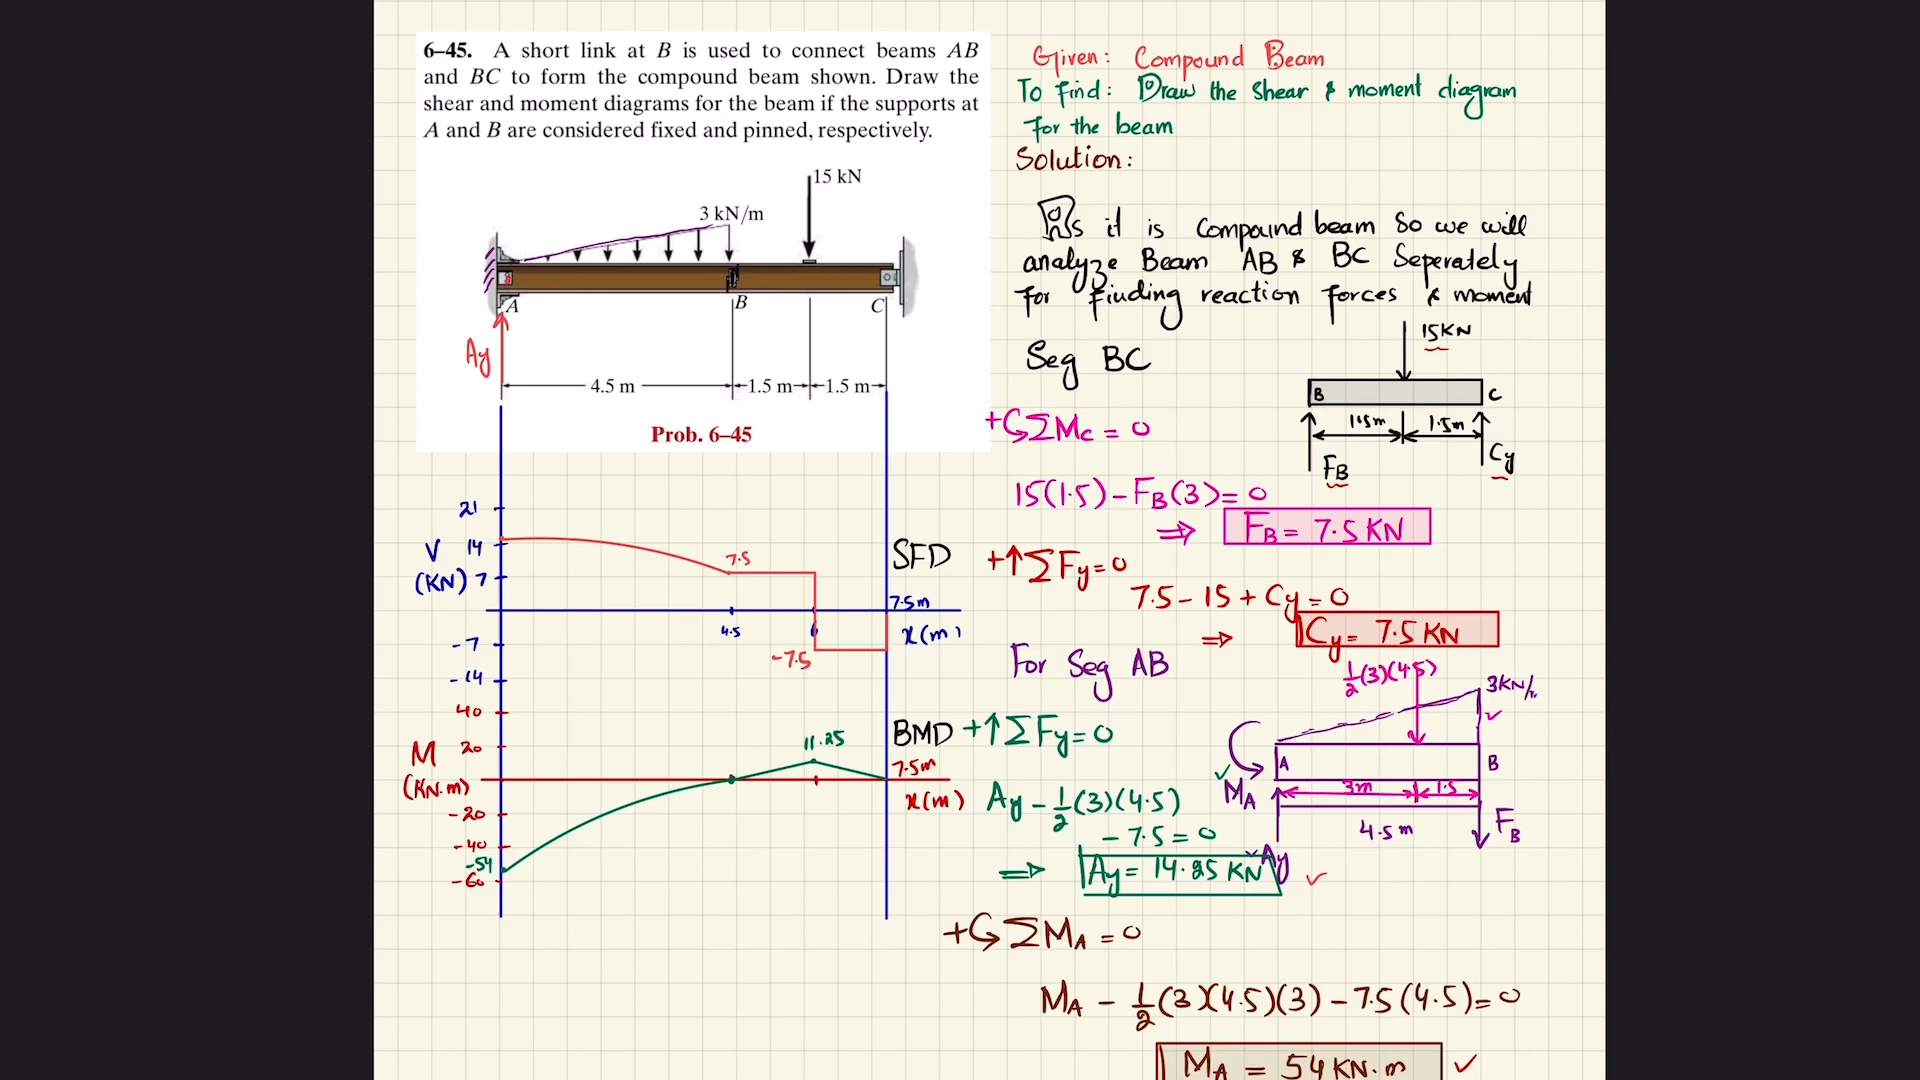 6–45. A short link at B is used to connect beams AB
and BC to form the compound beam shown. Draw the
shear and moment diagrams for the beam if the supports at
A and B are considered fixed and pinned, respectively.
15 kN
3 kN/m
A
B
C
Ay
4.5 m
1.5 m
1.5 m
Prob. 6–45
21
V
14
(KN)
7
7.5
SFD
7.5m
4.5
6
x(m)
-7
-7.5
-14
40
M
20
11.25
BMD
7.5m
(KN.m)
x(m)
-20
-40
-54
-60
Given: Compound Beam
To find: Draw the Shear & moment diagram
for the beam
Solution:
As it is Compound beam So we will
analyze Beam AB & BC Seperately
for finding reaction forces & moment
Seg BC
15KN
B
C
1.5m
1.5m
FB
Cy
+ΣMc = 0
15(1.5) - FB(3) = 0
⇒ FB = 7.5 KN
+↑ΣFy=0
7.5 - 15 + Cy = 0
⇒ Cy = 7.5 KN
For Seg AB
1/2(3)(4.5)
3KN/
A
B
MA
3m
1.5
4.5m
FB
Ay
+↑ΣFy=0
Ay - 1/2(3)(4.5)
- 7.5 = 0
⇒ Ay = 14.25 KN
+ΣMA = 0
MA - 1/2(3)(4.5)(3) - 7.5(4.5) = 0
MA = 54 KN.m